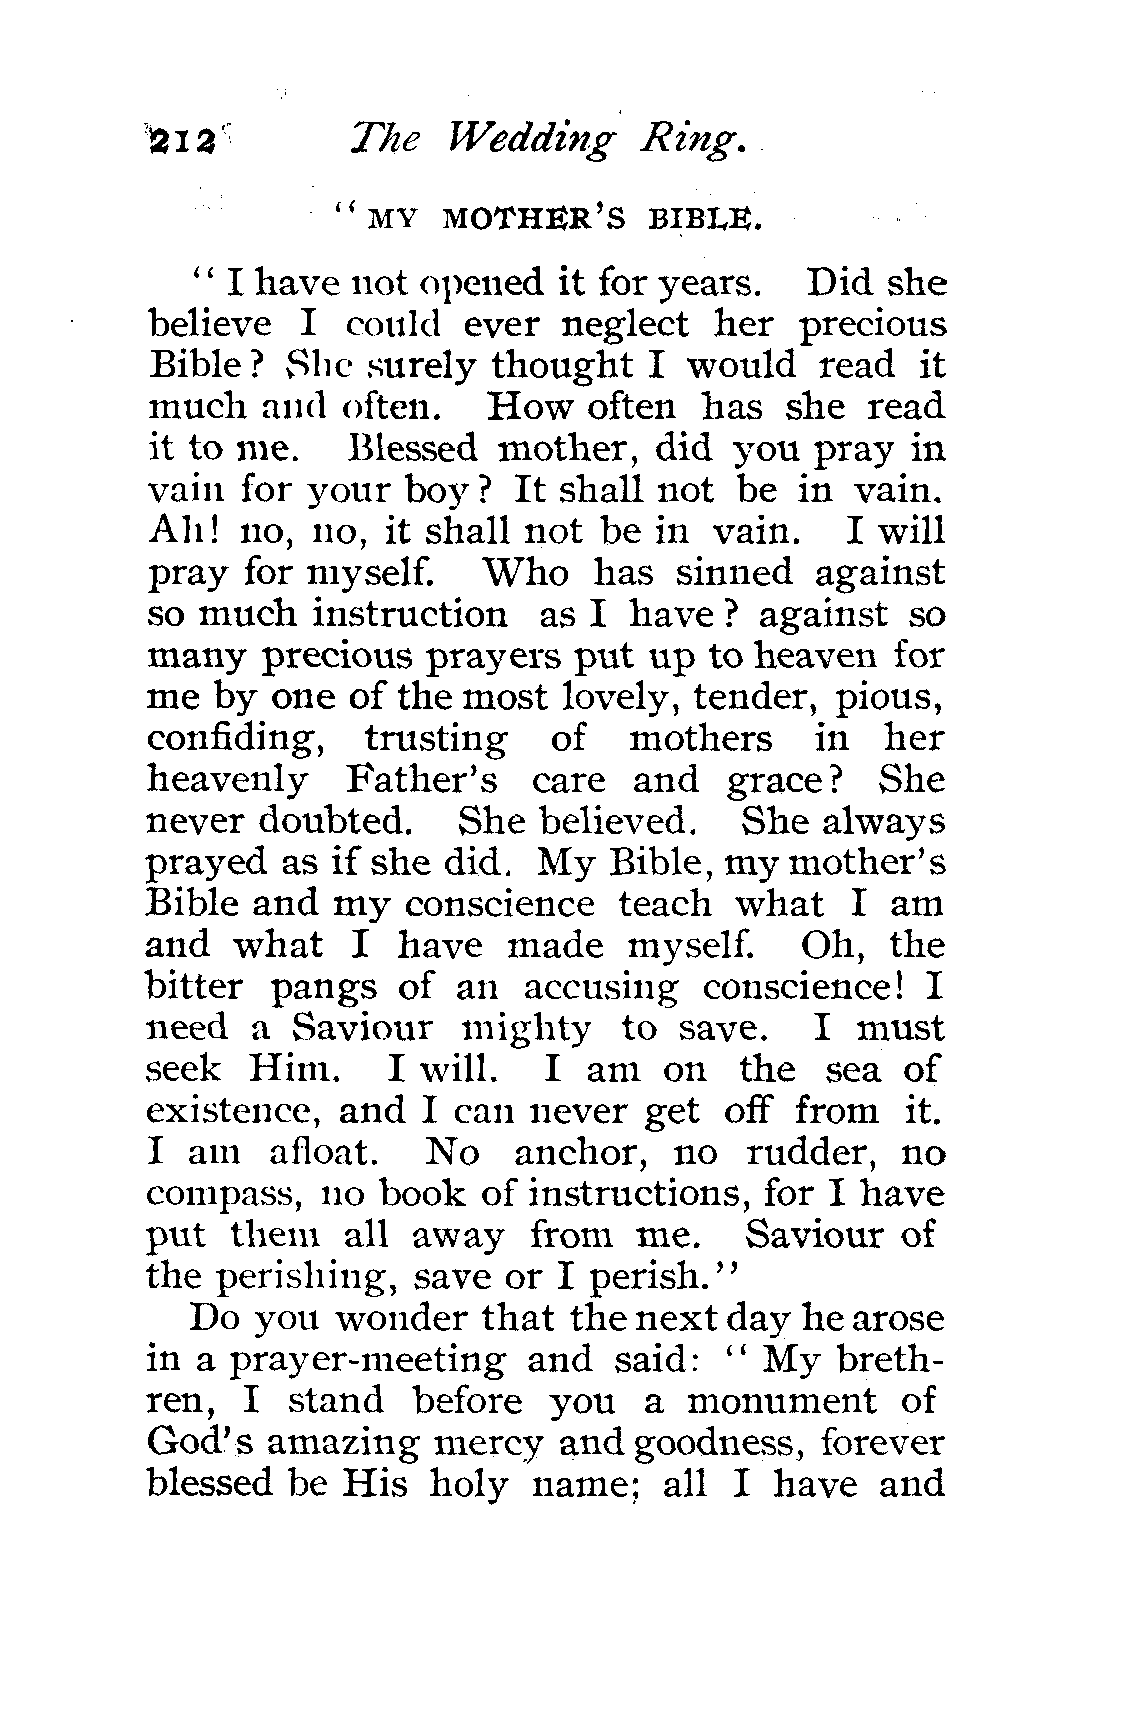 212 The Wedding Ring.
“ MY MOTHER’S BIBLE.
“ I have not opened it for years. Did she
believe I could ever neglect her precious
Bible? She surely thought I would read it
much and often. How often has she read
it to me. Blessed mother, did you pray in
vain for your boy? It shall not be in vain.
Ah! no, no, it shall not be in vain. I will
pray for myself. Who has sinned against
so much instruction as I have? against so
many precious prayers put up to heaven for
me by one of the most lovely, tender, pious,
confiding, trusting of mothers in her
heavenly Father’s care and grace? She
never doubted. She believed. She always
prayed as if she did. My Bible, my mother’s
Bible and my conscience teach what I am
and what I have made myself. Oh, the
bitter pangs of an accusing conscience! I
need a Saviour mighty to save. I must
seek Him. I will. I am on the sea of
existence, and I can never get off from it.
I am afloat. No anchor, no rudder, no
compass, no book of instructions, for I have
put them all away from me. Saviour of
the perishing, save or I perish.”
Do you wonder that the next day he arose
in a prayer-meeting and said: “ My breth-
ren, I stand before you a monument of
God’s amazing mercy and goodness, forever
blessed be His holy name; all I have and